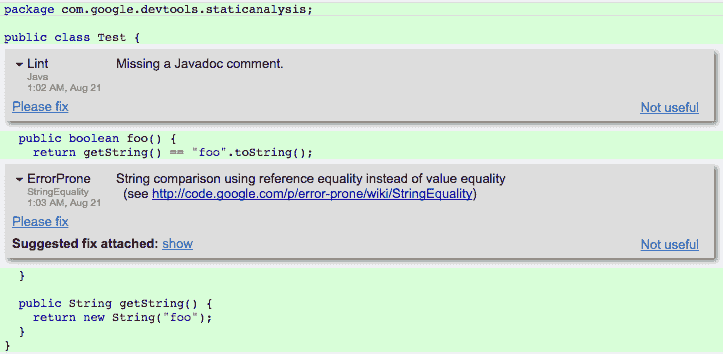 package com.google.devtools.staticanalysis;
public class Test {
Lint Missing a Javadoc comment.
Java
1:02 AM, Aug 21
Please fix Not useful
public boolean foo() {
return getString() == "foo".toString();
ErrorProne String comparison using reference equality instead of value equality
StringEquality (see http://code.google.com/p/error-prone/wiki/StringEquality)
1:03 AM, Aug 21
Please fix
Suggested fix attached: show Not useful
}
public String getString() {
return new String("foo");
}
}